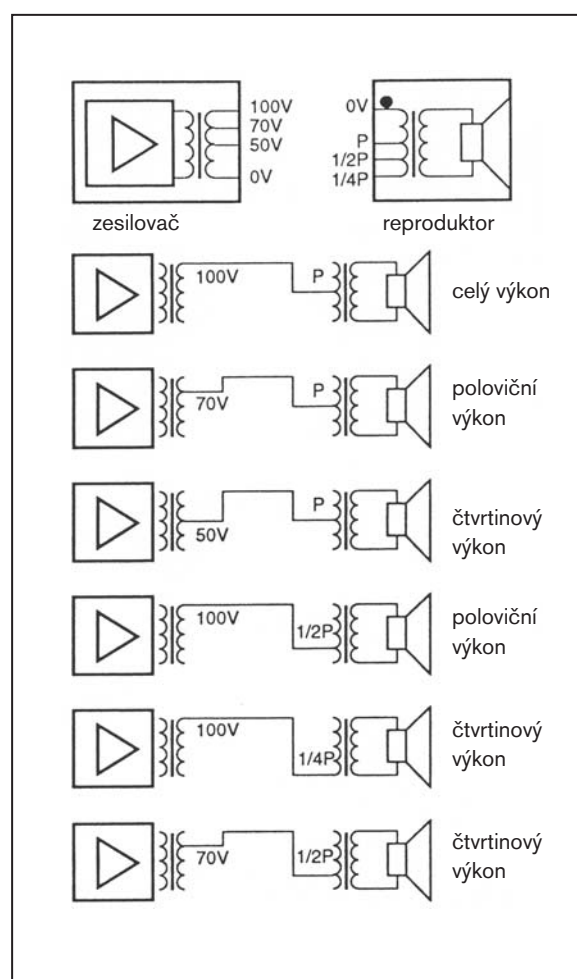 100V
70V
50V
0V
0V
P
1/2P
1/4P
zesilovač
reproduktor
100V
P
celý výkon
70V
P
poloviční
výkon
50V
P
čtvrtinový
výkon
100V
1/2P
poloviční
výkon
100V
1/4P
čtvrtinový
výkon
70V
1/2P
čtvrtinový
výkon